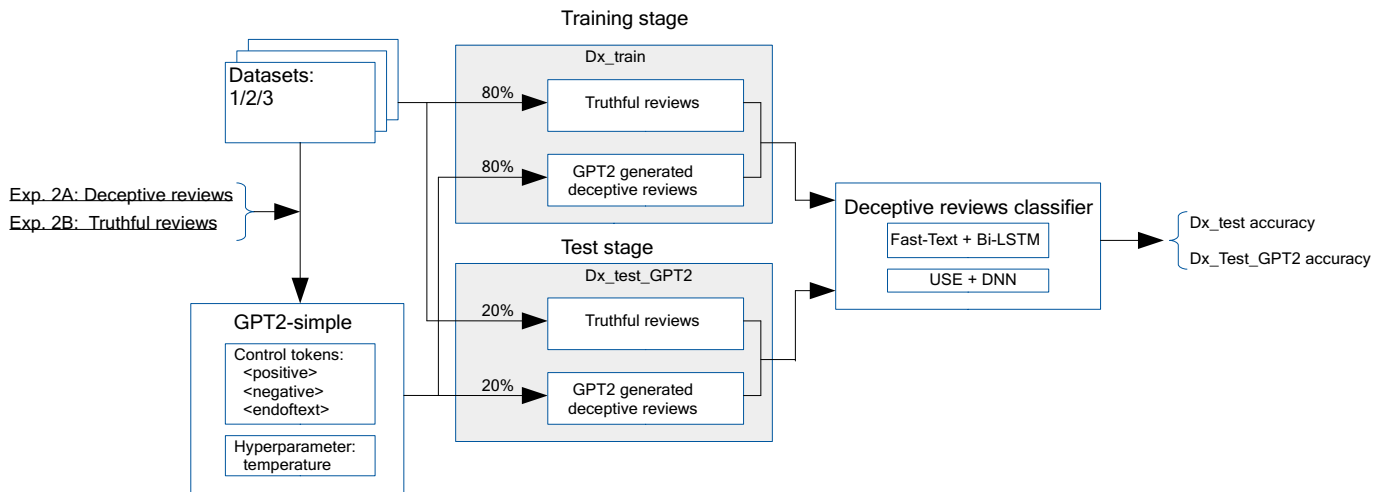 Training stage
Datasets:
1/2/3
Exp. 2A: Deceptive reviews
Exp. 2B: Truthful reviews
GPT2-simple
Control tokens:
<positive>
<negative>
<endoftext>
Hyperparameter:
temperature
Dx_train
80%
Truthful reviews
80%
GPT2 generated
deceptive reviews
Test stage
Dx_test_GPT2
20%
Truthful reviews
20%
GPT2 generated
deceptive reviews
Deceptive reviews classifier
Fast-Text + Bi-LSTM
USE + DNN
Dx_test accuracy
Dx_Test_GPT2 accuracy